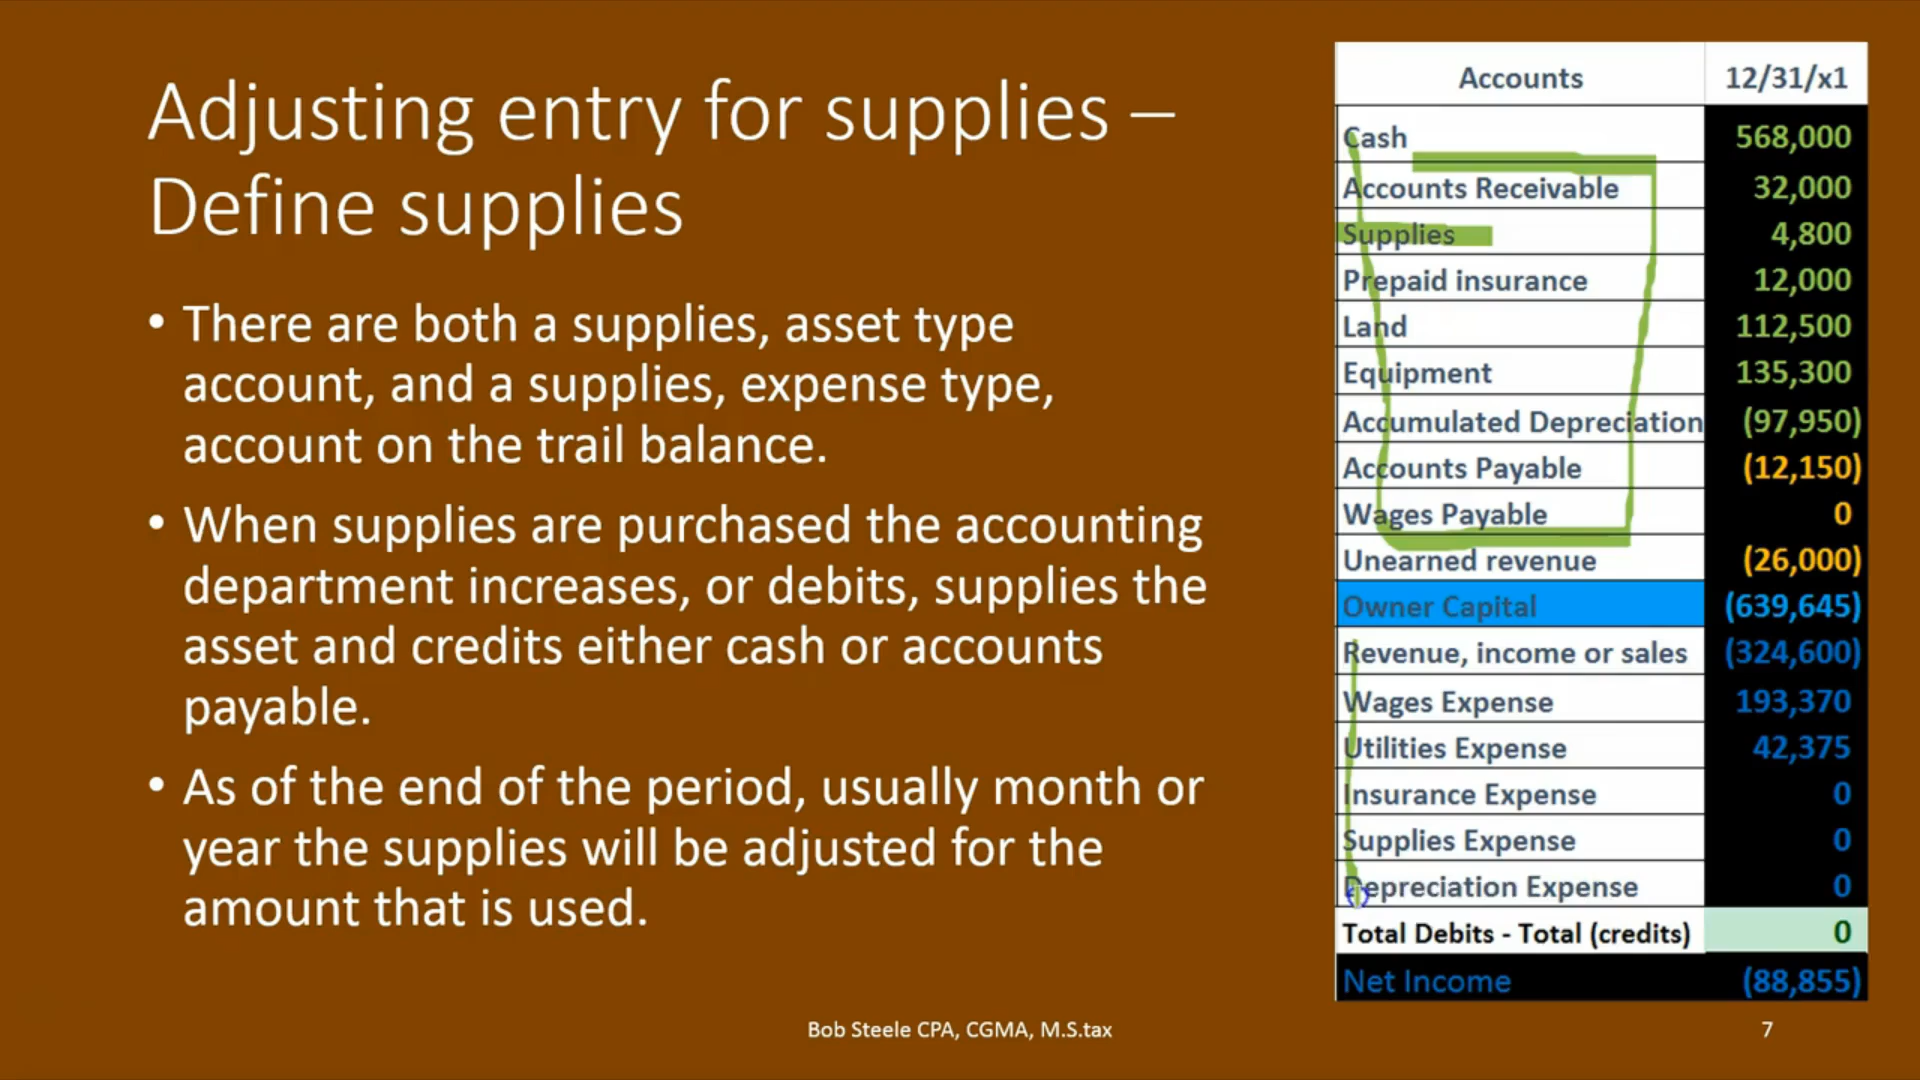 Adjusting entry for supplies –
Define supplies
• There are both a supplies, asset type
account, and a supplies, expense type,
account on the trail balance.
• When supplies are purchased the accounting
department increases, or debits, supplies the
asset and credits either cash or accounts
payable.
• As of the end of the period, usually month or
year the supplies will be adjusted for the
amount that is used.
Accounts 12/31/x1
Cash 568,000
Accounts Receivable 32,000
Supplies 4,800
Prepaid insurance 12,000
Land 112,500
Equipment 135,300
Accumulated Depreciation (97,950)
Accounts Payable (12,150)
Wages Payable 0
Unearned revenue (26,000)
Owner Capital (639,645)
Revenue, income or sales (324,600)
Wages Expense 193,370
Utilities Expense 42,375
Insurance Expense 0
Supplies Expense 0
Depreciation Expense 0
Total Debits - Total (credits) 0
Net Income (88,855)
Bob Steele CPA, CGMA, M.S.tax 7